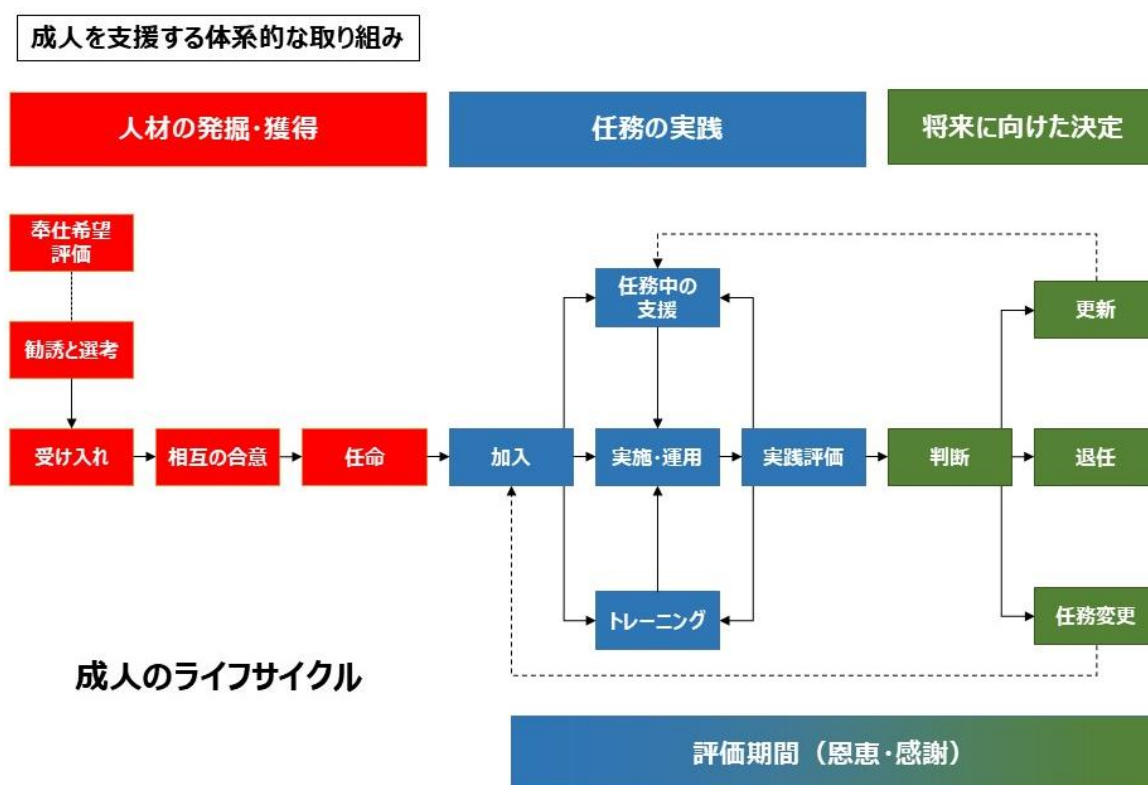 成人を支援する体系的な取り組み
人材の発掘・獲得
任務の実践
将来に向けた決定
奉仕希望
評価
勧誘と選考
受け入れ
相互の合意
任命
加入
任務中の
支援
実施・運用
トレーニング
実践評価
判断
更新
退任
任務変更
成人のライフサイクル
評価期間（恩恵・感謝）